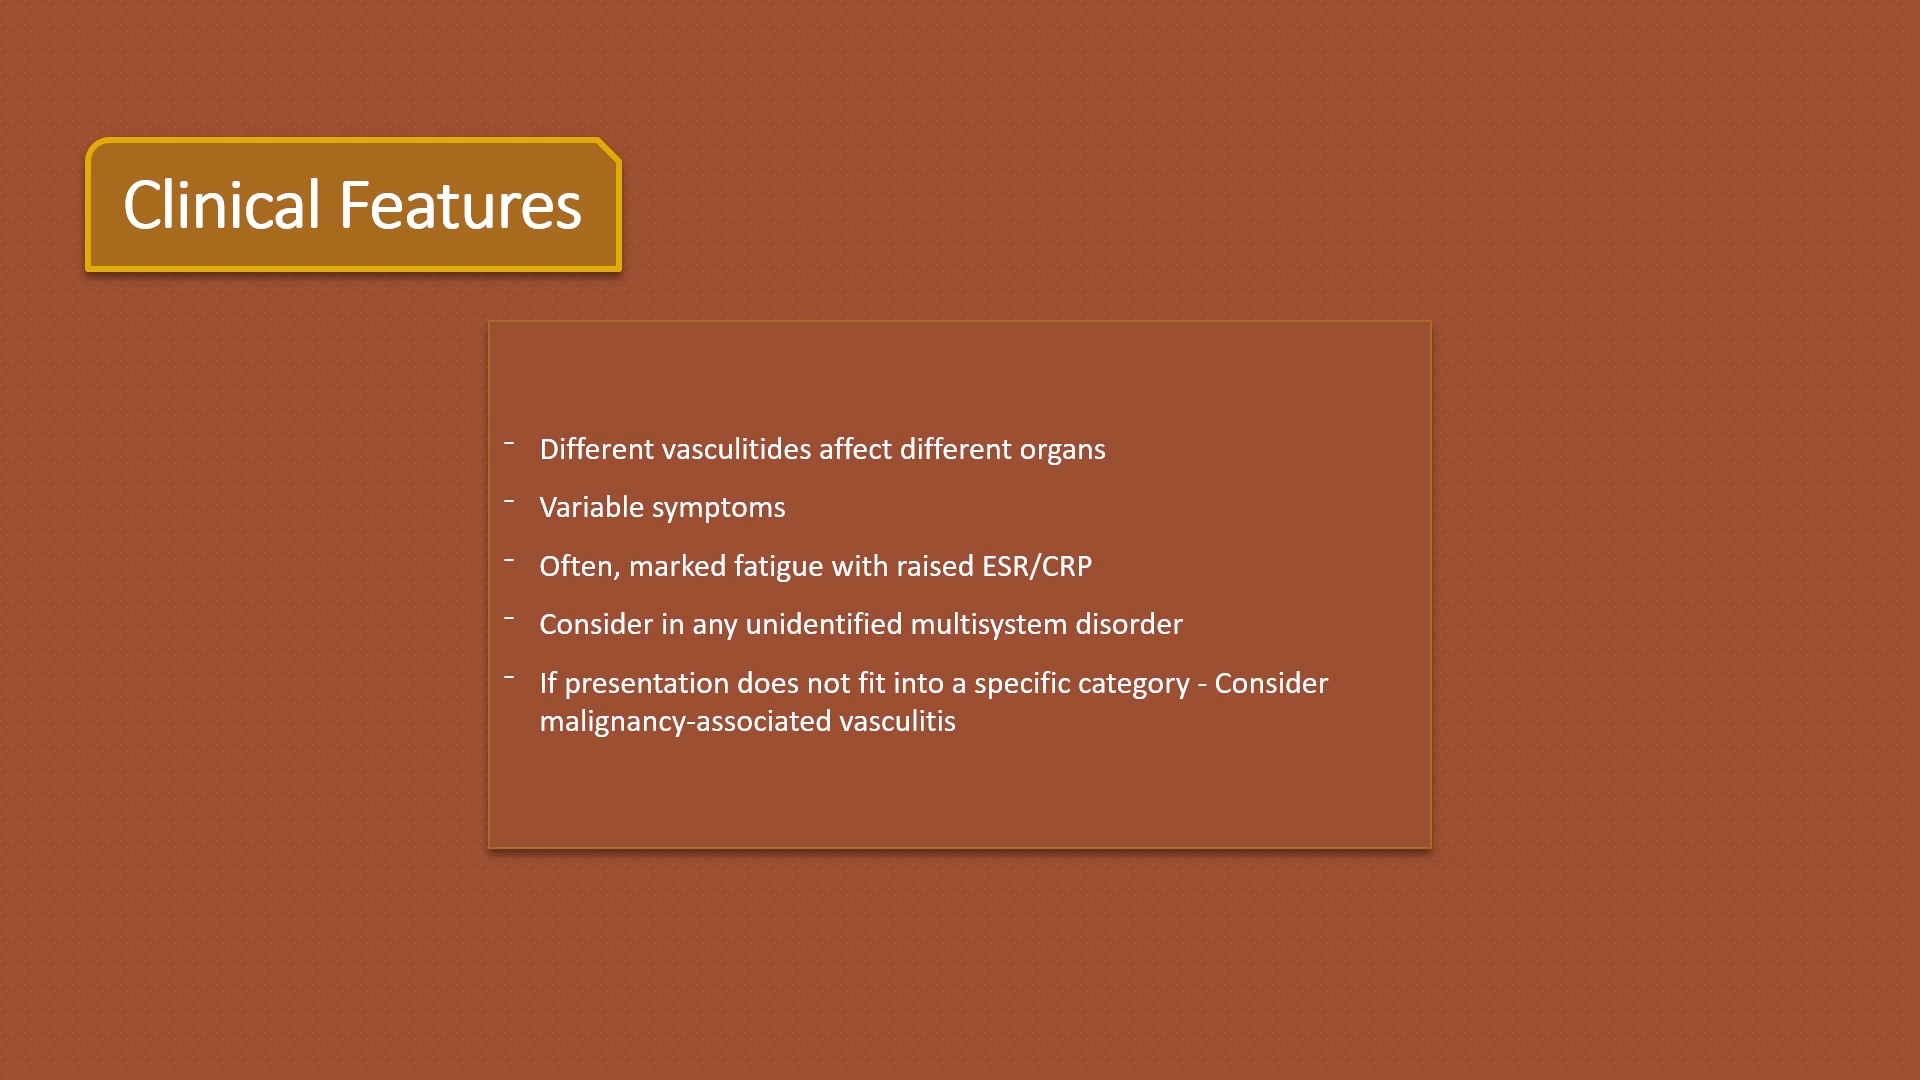 Clinical Features
- Different vasculitides affect different organs
- Variable symptoms
- Often, marked fatigue with raised ESR/CRP
- Consider in any unidentified multisystem disorder
- If presentation does not fit into a specific category - Consider
malignancy-associated vasculitis